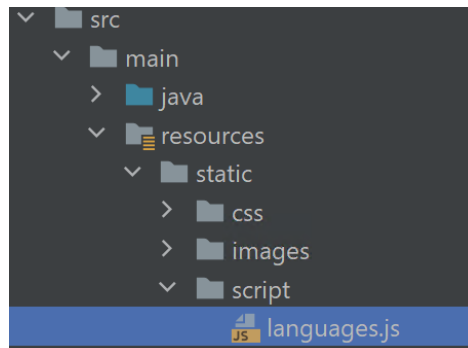 src
main
java
resources
static
css
images
script
JS languages.js